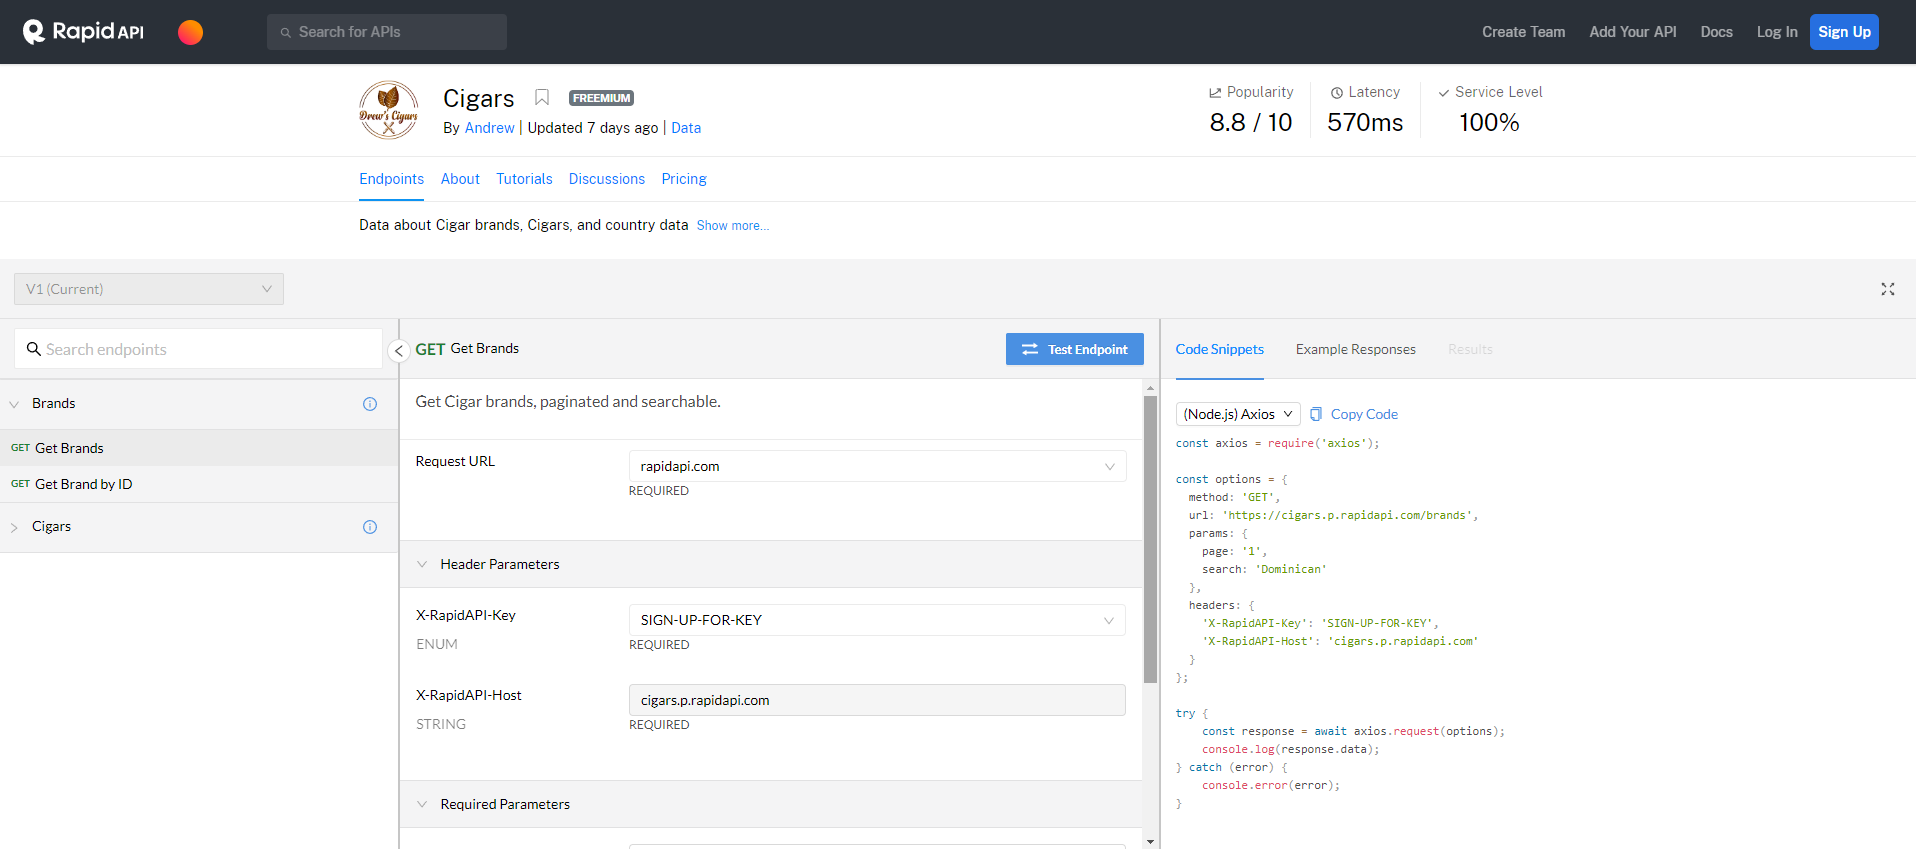 Rapid API
Search for APIs
Create Team
Add Your API
Docs
Log In
Sign Up
Drew's Cigars
Cigars
FREEMIUM
By Andrew | Updated 7 days ago | Data
Popularity
8.8 / 10
Latency
570ms
Service Level
100%
Endpoints
About
Tutorials
Discussions
Pricing
Data about Cigar brands, Cigars, and country data Show more...
V1 (Current)
Search endpoints
Brands
GET Get Brands
GET Get Brand by ID
Cigars
GET Get Brands
Test Endpoint
Get Cigar brands, paginated and searchable.
Request URL
rapidapi.com
REQUIRED
Header Parameters
X-RapidAPI-Key
SIGN-UP-FOR-KEY
ENUM
REQUIRED
X-RapidAPI-Host
cigars.p.rapidapi.com
STRING
REQUIRED
Required Parameters
Code Snippets
Example Responses
Results
(Node.js) Axios
Copy Code
const axios = require('axios');
const options = {
method: 'GET',
url: 'https://cigars.p.rapidapi.com/brands',
params: {
page: '1',
search: 'Dominican'
},
headers: {
'X-RapidAPI-Key': 'SIGN-UP-FOR-KEY',
'X-RapidAPI-Host': 'cigars.p.rapidapi.com'
}
};
try {
const response = await axios.request(options);
console.log(response.data);
} catch (error) {
console.error(error);
}